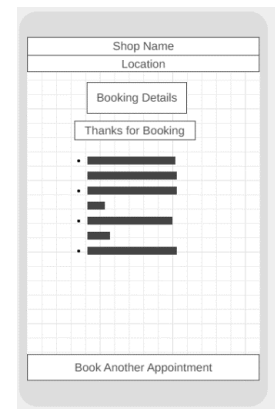 Shop Name
Location
Booking Details
Thanks for Booking
Book Another Appointment